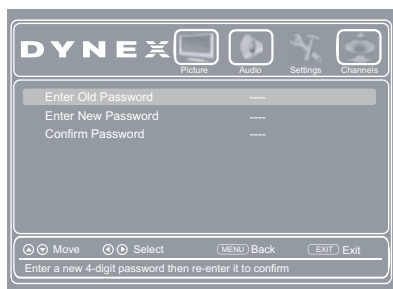 DYNEX
Picture Audio Settings Channels
Enter Old Password ----
Enter New Password ----
Confirm Password ----
Move Select MENU Back EXIT Exit
Enter a new 4-digit password then re-enter it to confirm